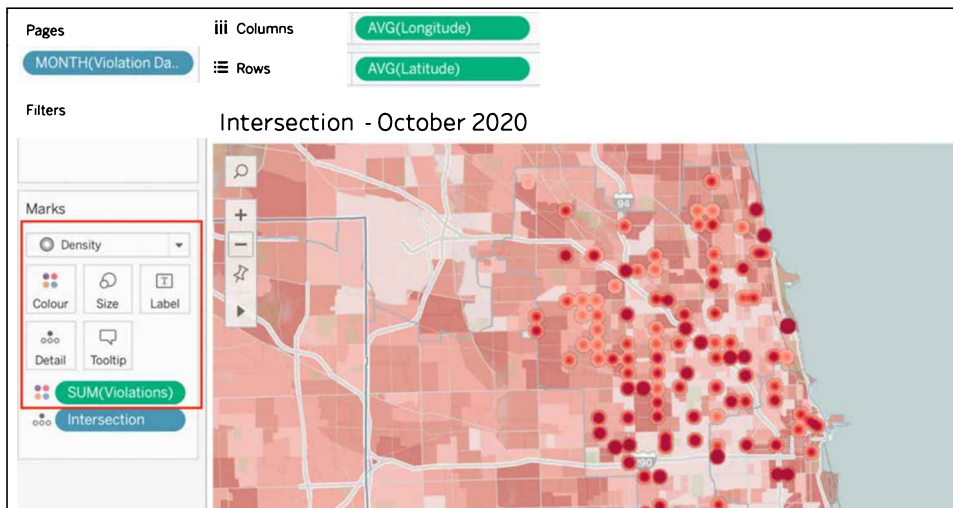 Pages
MONTH(Violation Da..
Columns
AVG(Longitude)
Rows
AVG(Latitude)
Filters
Intersection - October 2020
Marks
Density
Colour
Size
Label
T
Detail
Tooltip
SUM(Violations)
Intersection
94
290